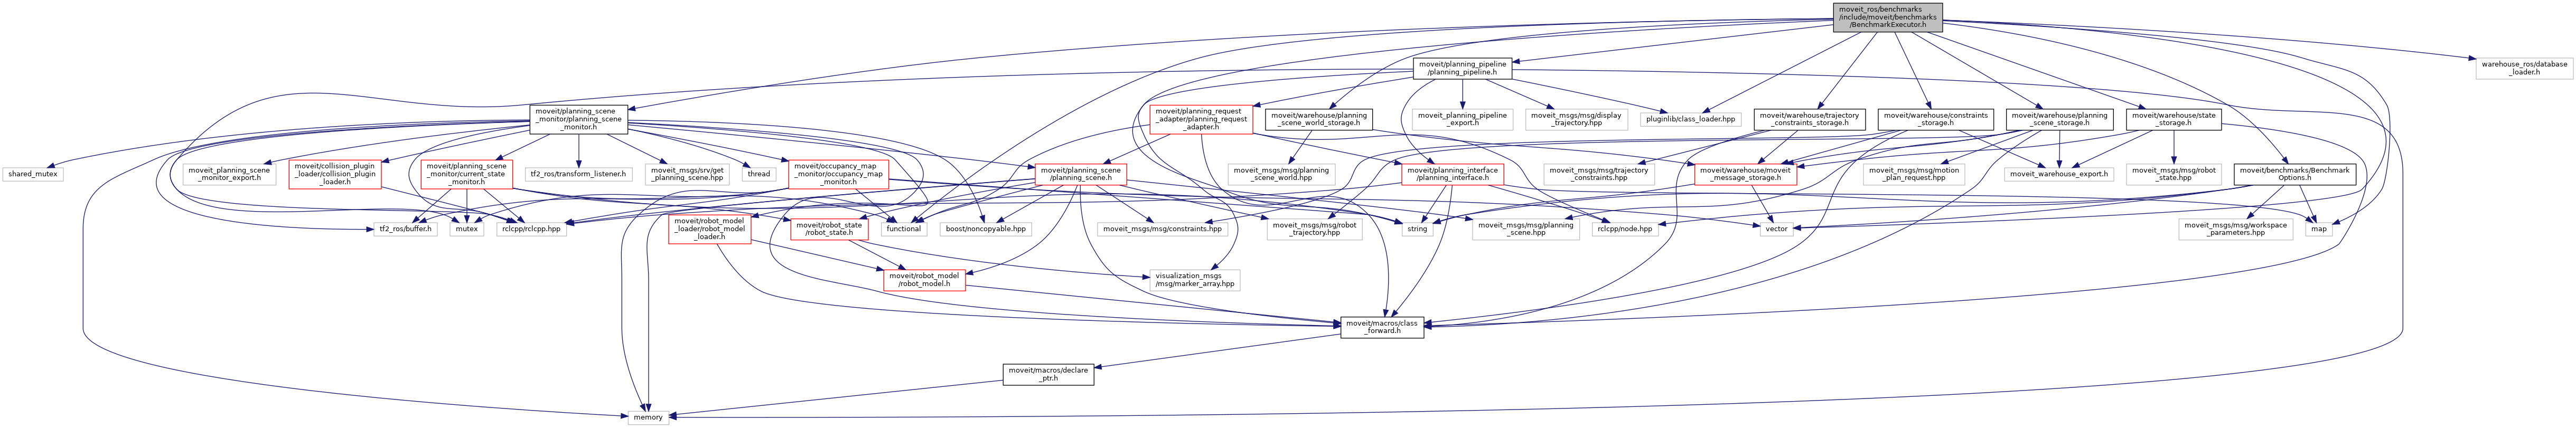 moveit_ros/benchmarks
/include/moveit/benchmarks
/BenchmarkExecutor.h
moveit/planning_pipeline
/planning_pipeline.h
warehouse_ros/database
_loader.h
moveit/planning_scene
_monitor/planning_scene
_monitor.h
moveit/planning_request
_adapter/planning_request
_adapter.h
moveit/warehouse/planning
_scene_world_storage.h
moveit_planning_pipeline
_export.h
moveit_msgs/msg/display
_trajectory.hpp
pluginlib/class_loader.hpp
moveit/warehouse/trajectory
_constraints_storage.h
moveit/warehouse/constraints
_storage.h
moveit/warehouse/planning
_scene_storage.h
moveit/warehouse/state
_storage.h
shared_mutex
moveit_planning_scene
_monitor_export.h
moveit/collision_plugin
_loader/collision_plugin
_loader.h
moveit/planning_scene
_monitor/current_state
_monitor.h
tf2_ros/transform_listener.h
moveit_msgs/srv/get
_planning_scene.hpp
thread
moveit/occupancy_map
_monitor/occupancy_map
_monitor.h
moveit/planning_scene
/planning_scene.h
moveit_msgs/msg/planning
_scene_world.hpp
moveit/planning_interface
/planning_interface.h
moveit_msgs/msg/trajectory
_constraints.hpp
moveit/warehouse/moveit
_message_storage.h
moveit_msgs/msg/motion
_plan_request.hpp
moveit_warehouse_export.h
moveit_msgs/msg/robot
_state.hpp
moveit/benchmarks/Benchmark
Options.h
tf2_ros/buffer.h
mutex
rclcpp/rclcpp.hpp
moveit/robot_model
_loader/robot_model
_loader.h
moveit/robot_state
/robot_state.h
functional
boost/noncopyable.hpp
moveit_msgs/msg/constraints.hpp
moveit_msgs/msg/robot
_trajectory.hpp
string
moveit_msgs/msg/planning
_scene.hpp
rclcpp/node.hpp
vector
moveit_msgs/msg/workspace
_parameters.hpp
map
moveit/robot_model
/robot_model.h
visualization_msgs
/msg/marker_array.hpp
moveit/macros/class
_forward.h
moveit/macros/declare
_ptr.h
memory